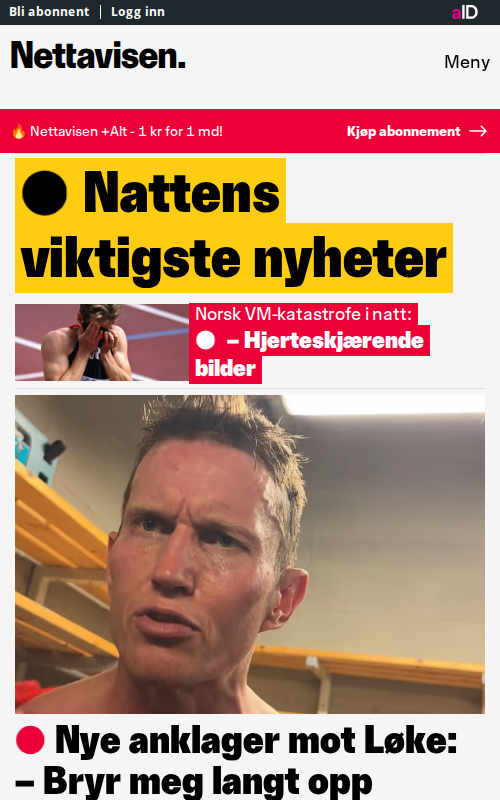 Bli abonnent
Logg inn
aID
Nettavisen.
Meny
🔥 Nettavisen +Alt - 1 kr for 1 md!
Kjøp abonnement →
Nattens
viktigste nyheter
Norsk VM-katastrofe i natt:
– Hjerteskjærende
bilder
Nye anklager mot Løke:
– Bryr meg langt opp